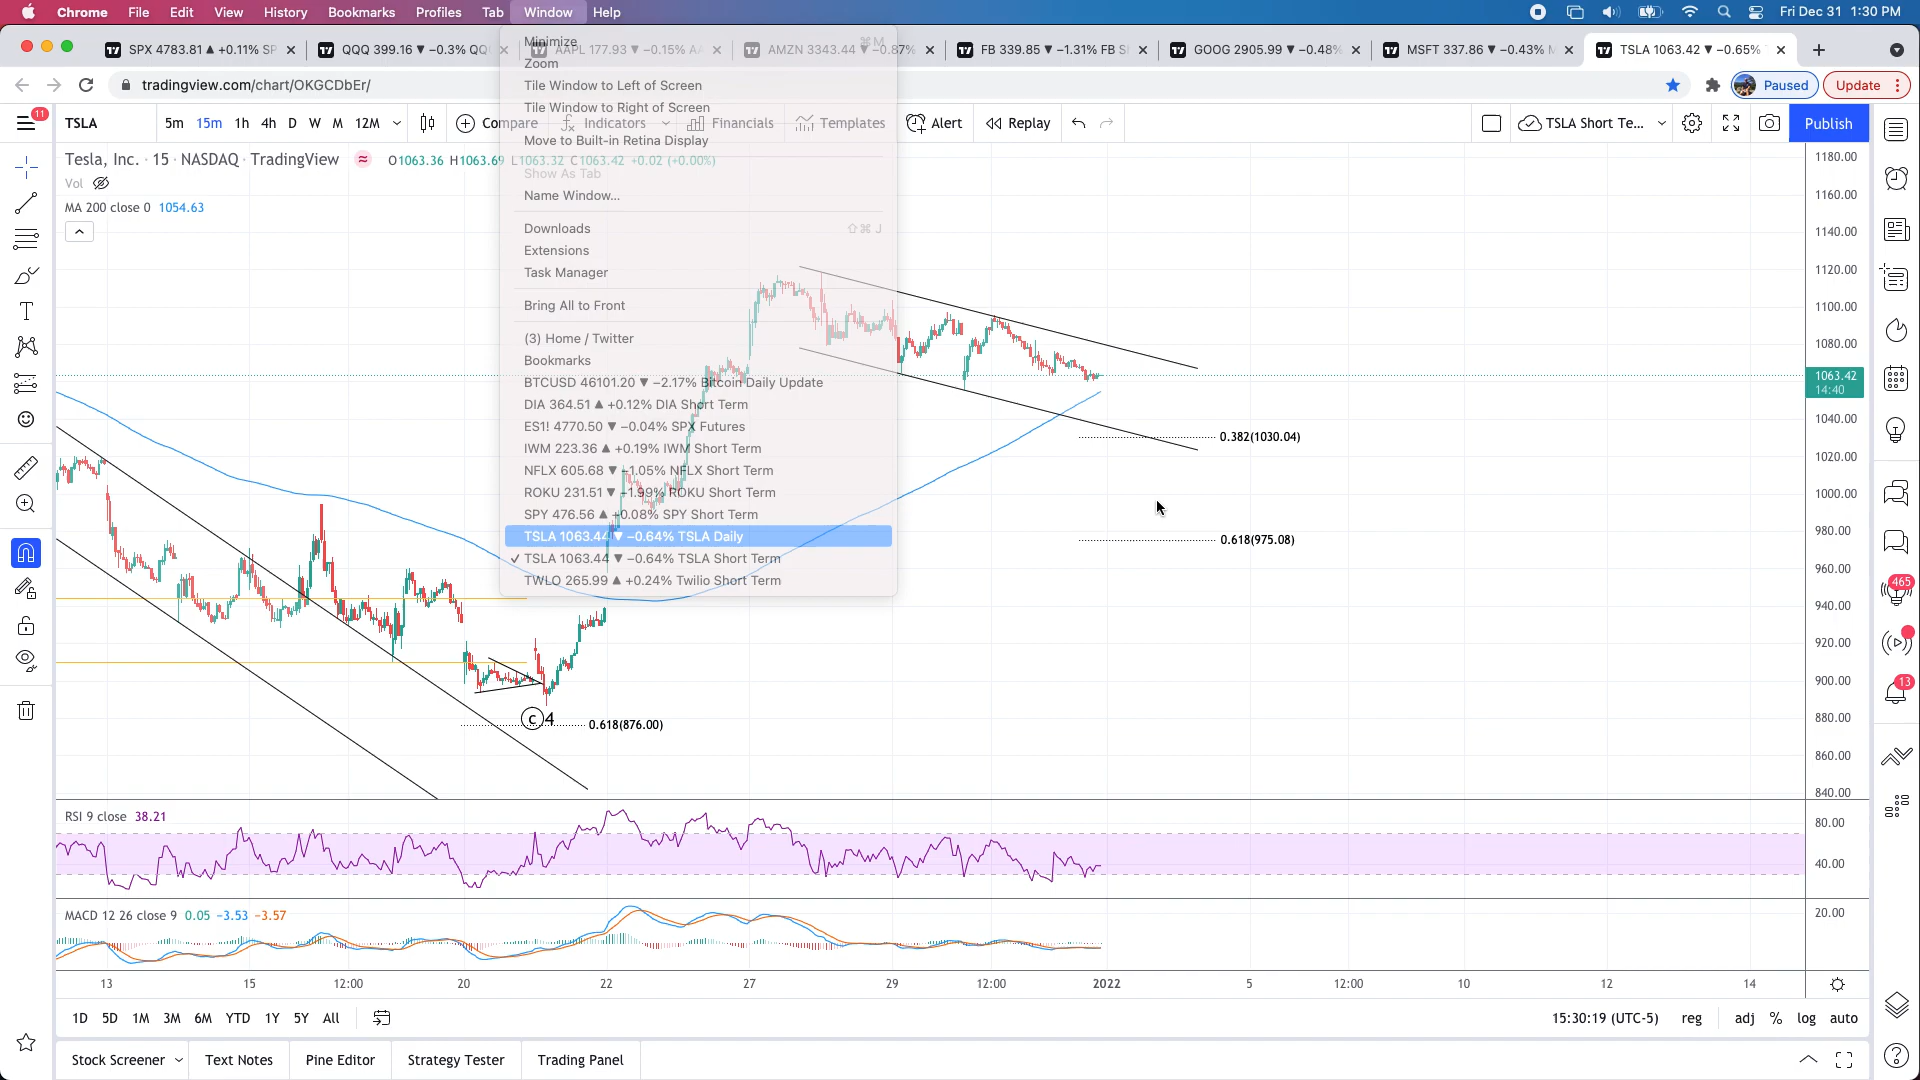 Chrome File Edit View History Bookmarks Profiles Tab Window Help
Fri Dec 31 1:30 PM
SPX 4783.81 ▲ +0.11% SP
QQQ 399.16 ▼ −0.3% QQ
AAPL 177.93 ▼ −0.15% AA
AMZN 3343.44 ▼ −0.87%
FB 339.85 ▼ −1.31% FB S
GOOG 2905.99 ▼ −0.48%
MSFT 337.86 ▼ −0.43% M
TSLA 1063.42 ▼ −0.65%
tradingview.com/chart/OKGCDbEr/
Paused
Update
11
TSLA 5m 15m 1h 4h D W M 12M
Compare Indicators Financials Templates Alert Replay
TSLA Short Te...
Publish
Tesla, Inc. · 15 · NASDAQ · TradingView
O1063.36 H1063.69 L1063.32 C1063.42 +0.02 (+0.00%)
Vol
MA 200 close 0 1054.63
Minimize ⌘M
Zoom
Tile Window to Left of Screen
Tile Window to Right of Screen
Move to Built-in Retina Display
Show As Tab
Name Window...
Downloads ⇧⌘J
Extensions
Task Manager
Bring All to Front
(3) Home / Twitter
Bookmarks
BTCUSD 46101.20 ▼ −2.17% Bitcoin Daily Update
DIA 364.51 ▲ +0.12% DIA Short Term
ES1! 4770.50 ▼ −0.04% SPX Futures
IWM 223.36 ▲ +0.19% IWM Short Term
NFLX 605.68 ▼ −1.05% NFLX Short Term
ROKU 231.51 ▼ −1.99% ROKU Short Term
SPY 476.56 ▲ +0.08% SPY Short Term
TSLA 1063.44 ▼ −0.64% TSLA Daily
✓ TSLA 1063.44 ▼ −0.64% TSLA Short Term
TWLO 265.99 ▲ +0.24% Twilio Short Term
0.382(1030.04)
0.618(975.08)
c 4
0.618(876.00)
1180.00
1160.00
1140.00
1120.00
1100.00
1080.00
1063.42
14:40
1040.00
1020.00
1000.00
980.00
960.00
940.00
920.00
900.00
880.00
860.00
840.00
465
13
RSI 9 close 38.21
80.00
40.00
MACD 12 26 close 9 0.05 −3.53 −3.57
20.00
13 15 12:00 20 22 27 29 12:00 2022 5 12:00 10 12 14
1D 5D 1M 3M 6M YTD 1Y 5Y All
15:30:19 (UTC-5) reg adj % log auto
Stock Screener Text Notes Pine Editor Strategy Tester Trading Panel